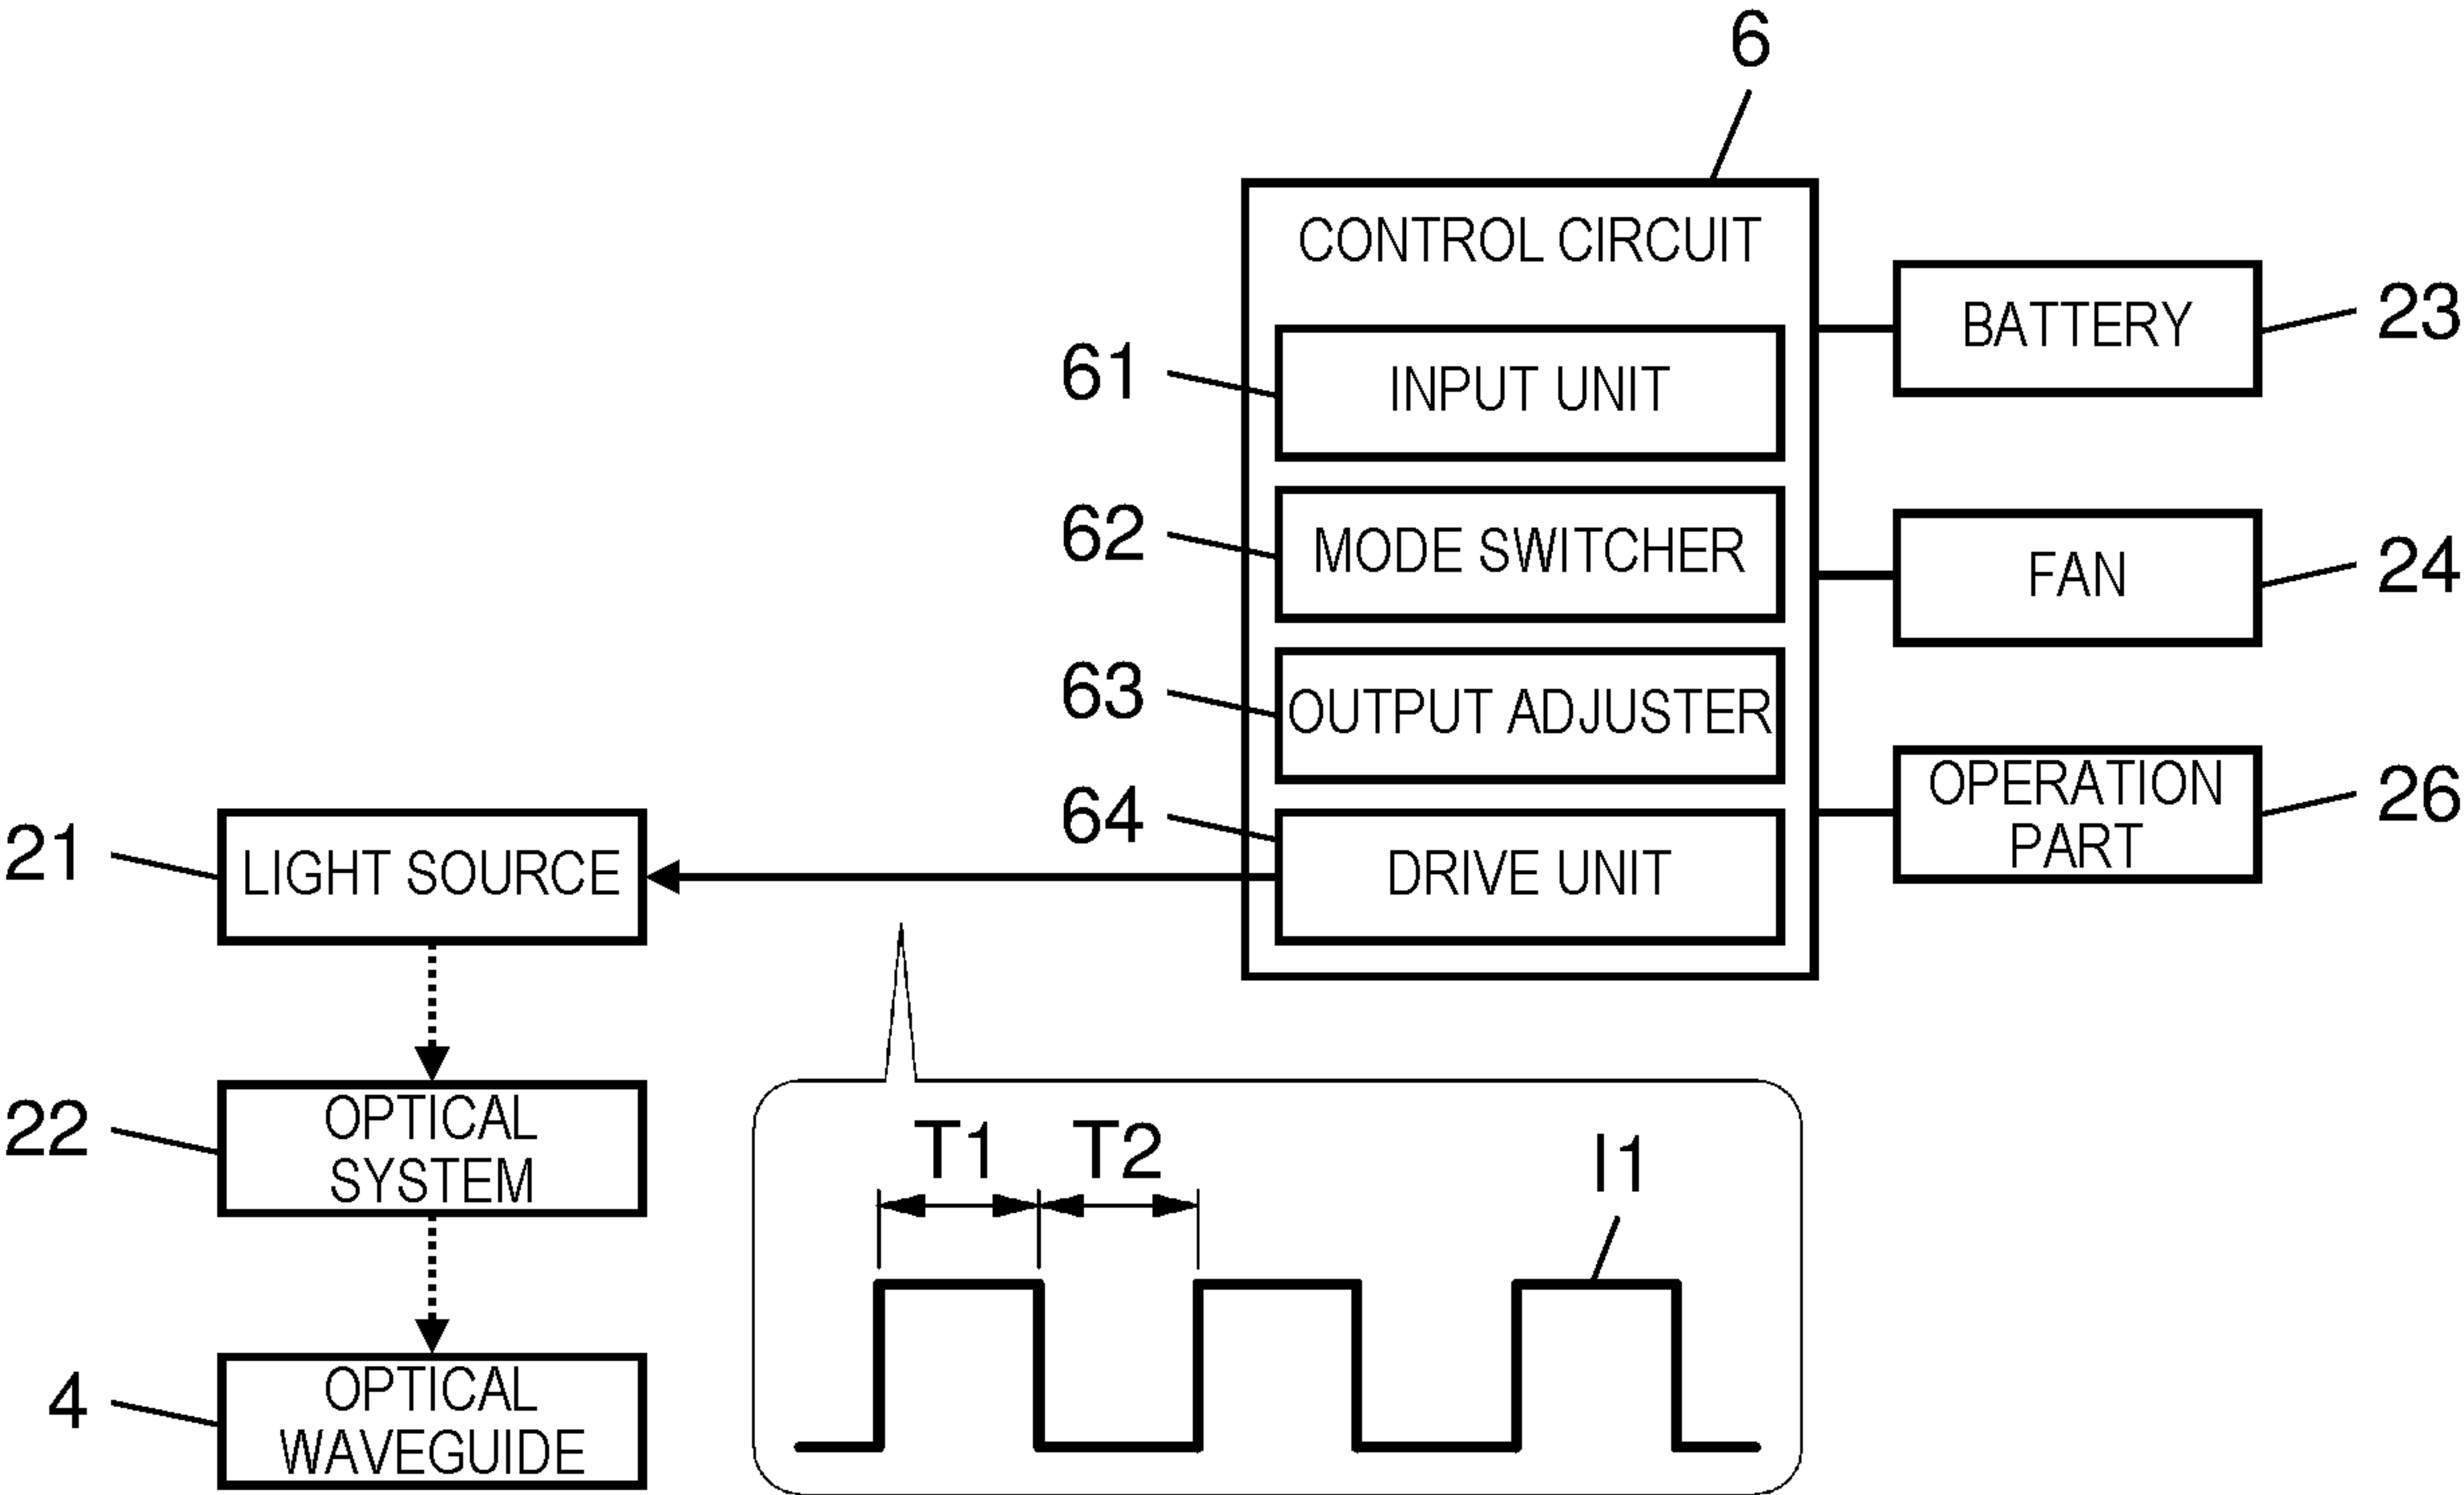 6
CONTROL CIRCUIT
61
INPUT UNIT
62
MODE SWITCHER
63
OUTPUT ADJUSTER
64
DRIVE UNIT
BATTERY
23
FAN
24
OPERATION
PART
26
21
LIGHT SOURCE
22
OPTICAL
SYSTEM
4
OPTICAL
WAVEGUIDE
T1
T2
I1